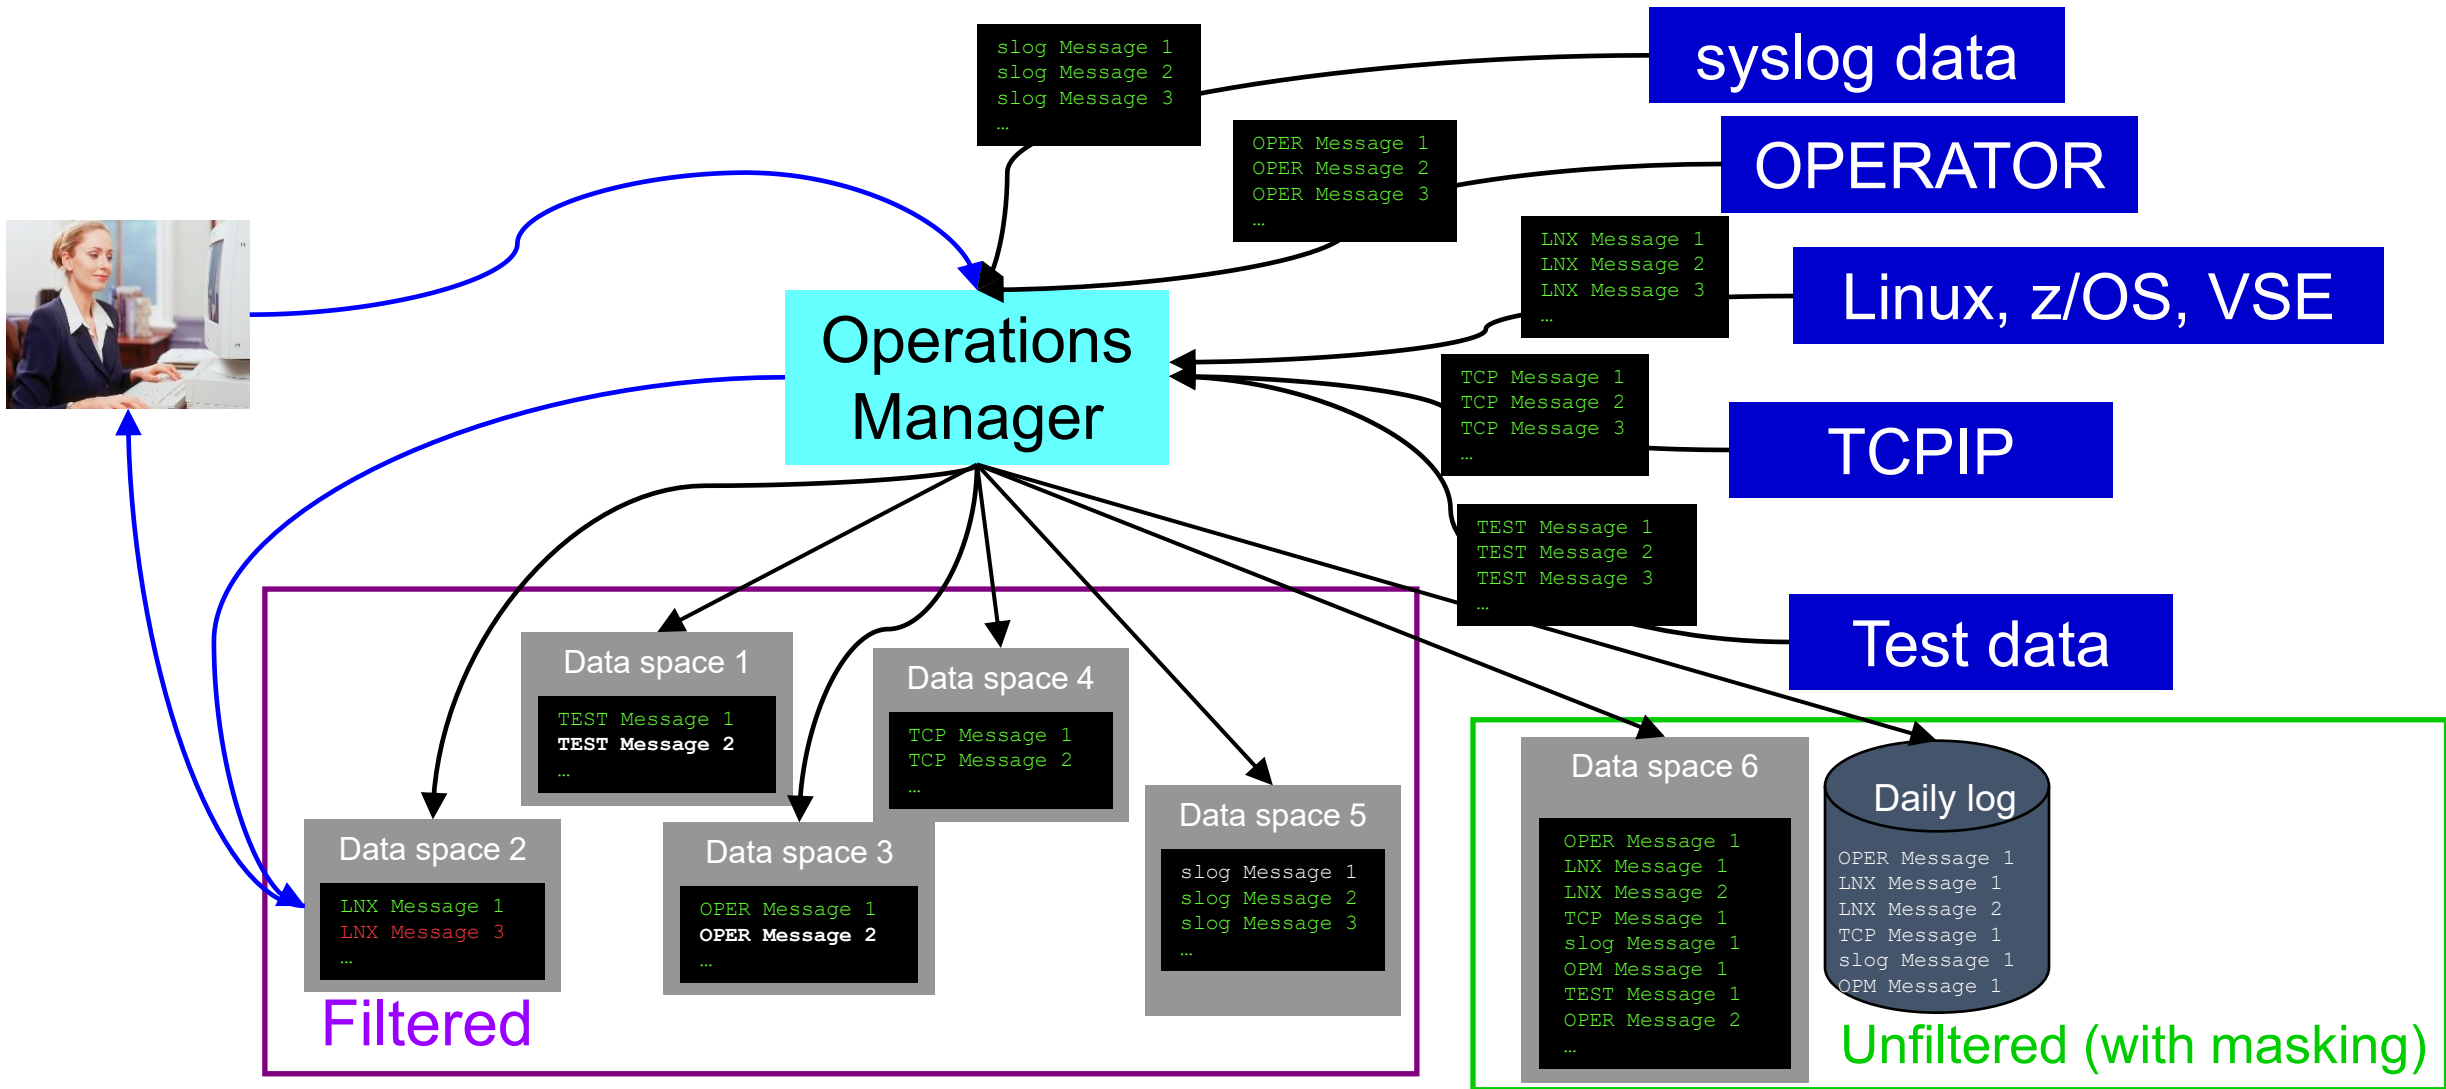 slog Message 1
slog Message 2
slog Message 3
…
syslog data
OPER Message 1
OPER Message 2
OPER Message 3
…
OPERATOR
LNX Message 1
LNX Message 2
LNX Message 3
…
Linux, z/OS, VSE
Operations
Manager
TCP Message 1
TCP Message 2
TCP Message 3
…
TCPIP
TEST Message 1
TEST Message 2
TEST Message 3
…
Test data
Data space 1
TEST Message 1
TEST Message 2
…
Data space 4
TCP Message 1
TCP Message 2
…
Data space 2
LNX Message 1
LNX Message 3
…
Data space 3
OPER Message 1
OPER Message 2
…
Data space 5
slog Message 1
slog Message 2
slog Message 3
…
Filtered
Data space 6
OPER Message 1
LNX Message 1
LNX Message 2
TCP Message 1
slog Message 1
OPM Message 1
TEST Message 1
OPER Message 2
…
Daily log
OPER Message 1
LNX Message 1
LNX Message 2
TCP Message 1
slog Message 1
OPM Message 1
Unfiltered (with masking)